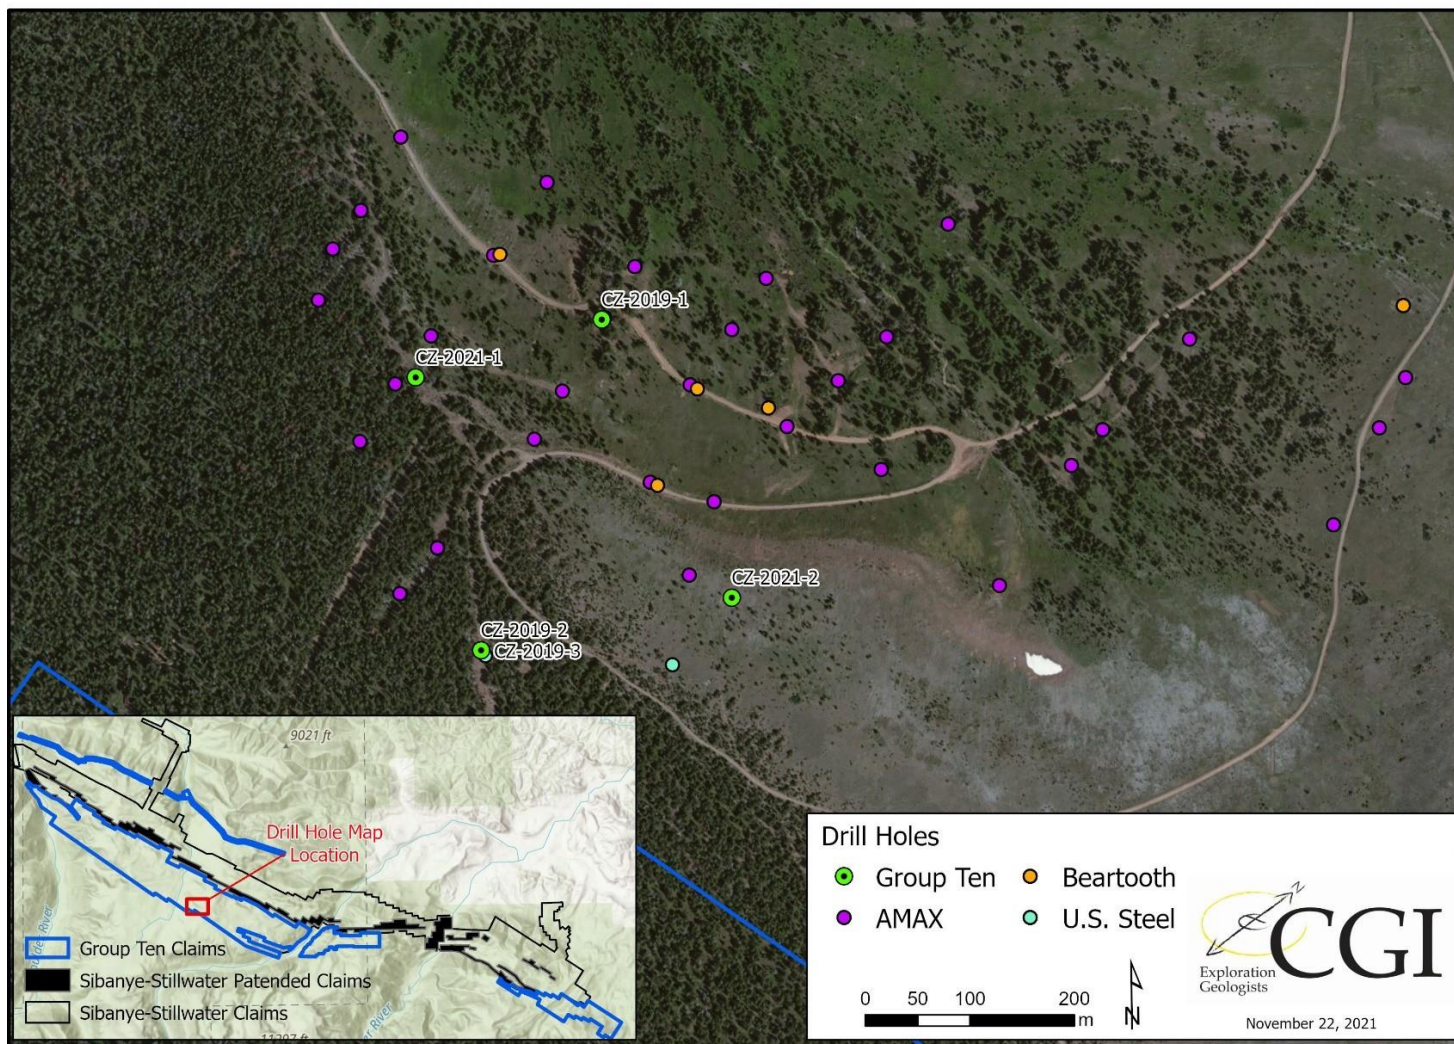 CZ-2019-1
CZ-2021-1
CZ-2021-2
CZ-2019-2
CZ-2019-3
9021 ft
Drill Hole Map
Location
River
River
Group Ten Claims
Sibanye-Stillwater Patended Claims
Sibanye-Stillwater Claims
Drill Holes
Group Ten
Beartooth
AMAX
U.S. Steel
0 50 100 200
m
N
N
CGI
Exploration
Geologists
November 22, 2021